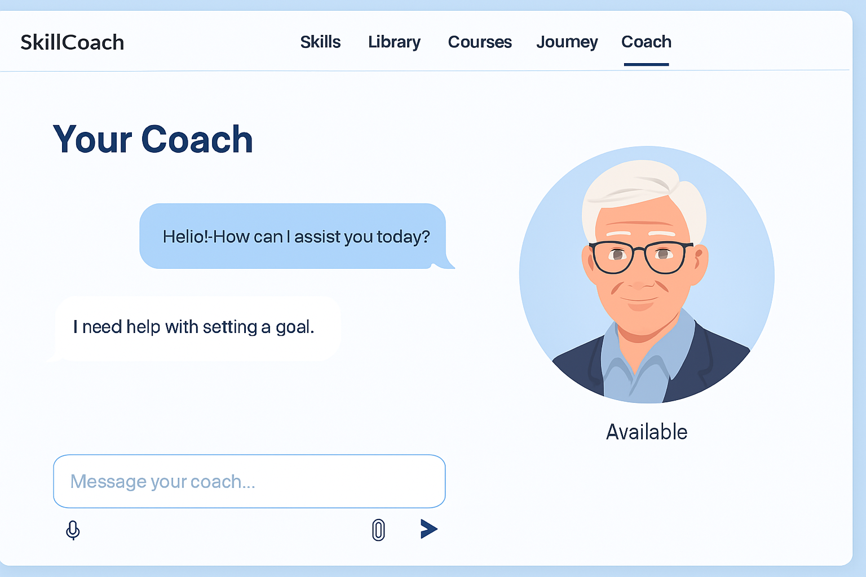 SkillCoach
Skills Library Courses Joumey Coach
Your Coach
Helio!-How can I assist you today?
I need help with setting a goal.
Available
Message your coach...